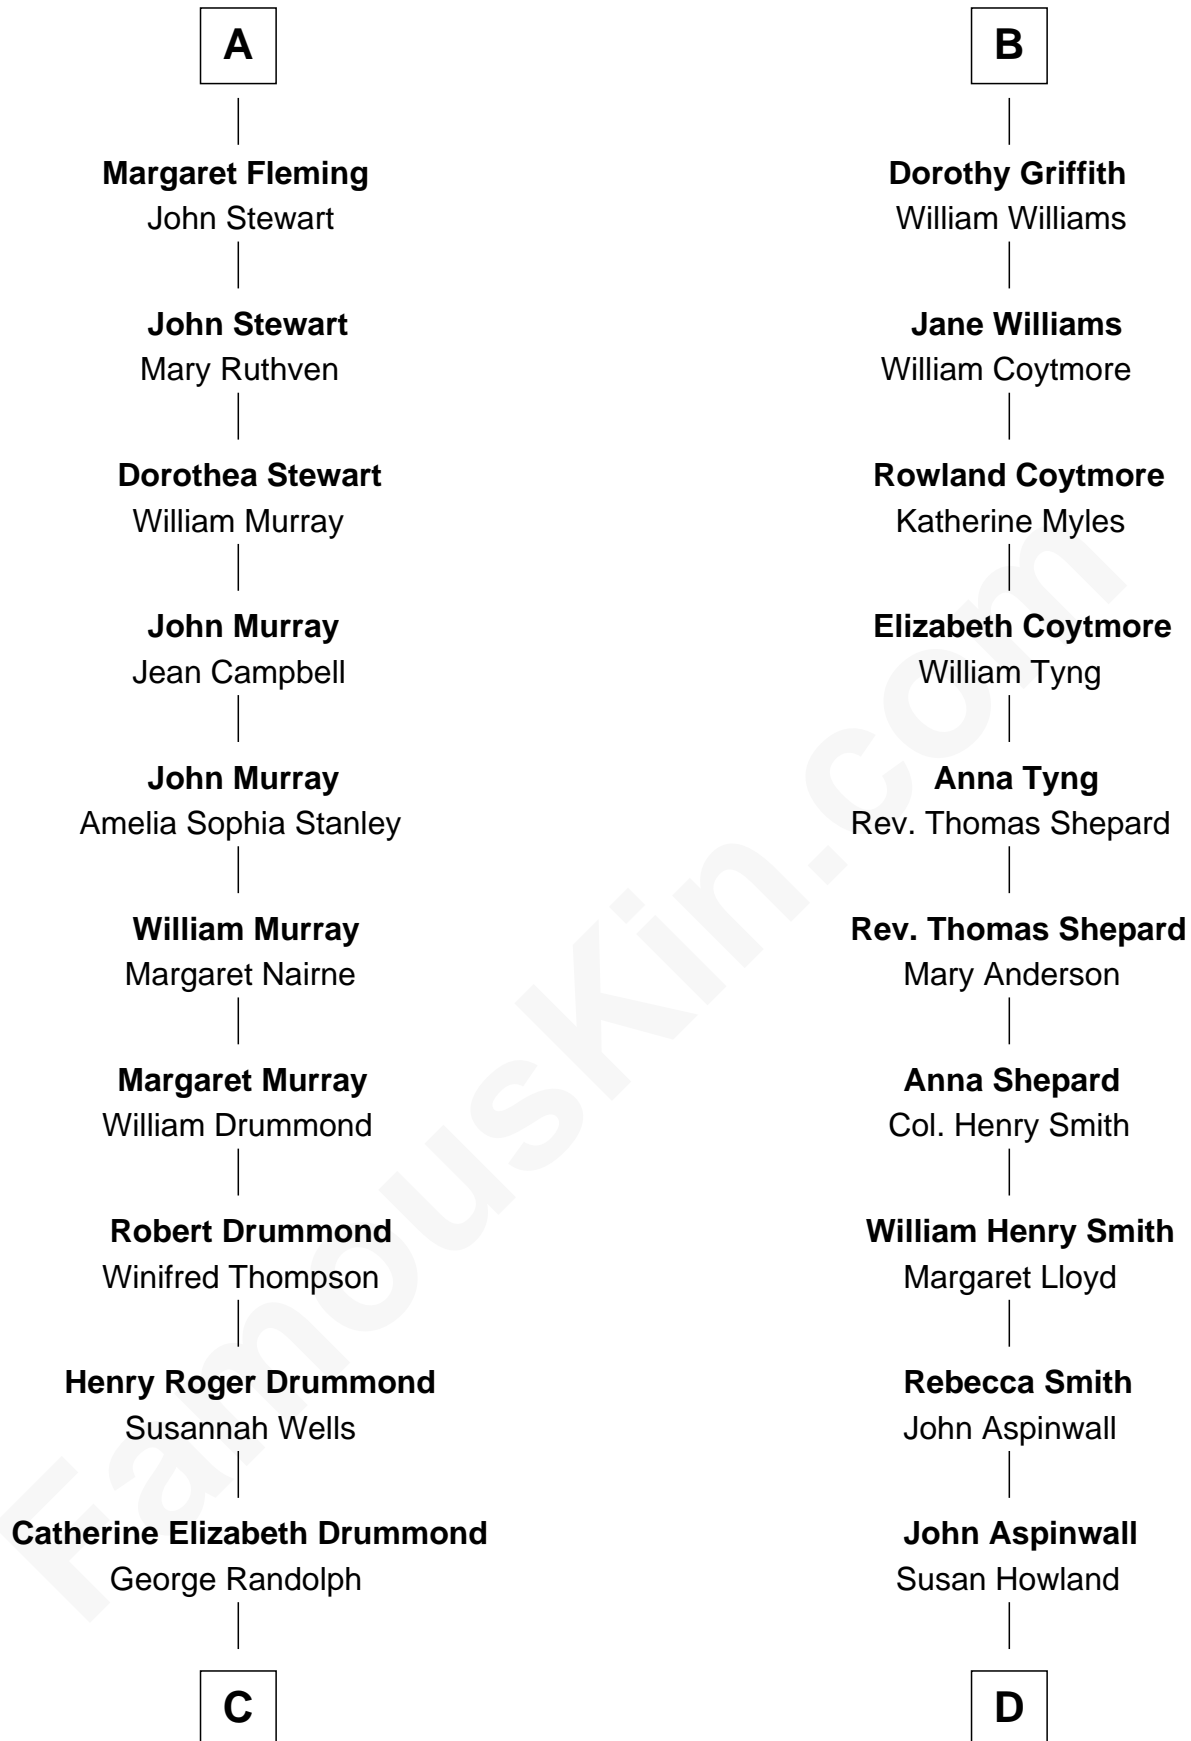 A
Margaret Fleming
John Stewart
John Stewart
Mary Ruthven
Dorothea Stewart
William Murray
John Murray
Jean Campbell
John Murray
Amelia Sophia Stanley
William Murray
Margaret Nairne
Margaret Murray
William Drummond
Robert Drummond
Winifred Thompson
Henry Roger Drummond
Susannah Wells
Catherine Elizabeth Drummond
George Randolph
C
B
Dorothy Griffith
William Williams
Jane Williams
William Coytmore
Rowland Coytmore
Katherine Myles
Elizabeth Coytmore
William Tyng
Anna Tyng
Rev. Thomas Shepard
Rev. Thomas Shepard
Mary Anderson
Anna Shepard
Col. Henry Smith
William Henry Smith
Margaret Lloyd
Rebecca Smith
John Aspinwall
John Aspinwall
Susan Howland
D
FamousKin.com